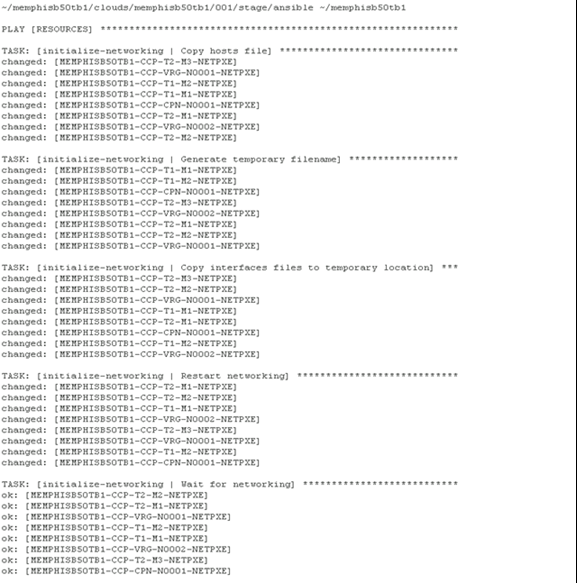 ~/memphisb50tb1/clouds/memphisb50tb1/001/stage/ansible ~/memphisb50tb1
PLAY [RESOURCES] ****************************************************
TASK: [initialize-networking | Copy hosts file] *************************
changed: [MEMPHISB50TB1-CCP-T2-M3-NETPXE]
changed: [MEMPHISB50TB1-CCP-VRG-N0001-NETPXE]
changed: [MEMPHISB50TB1-CCP-T1-M2-NETPXE]
changed: [MEMPHISB50TB1-CCP-T1-M1-NETPXE]
changed: [MEMPHISB50TB1-CCP-CPN-N0001-NETPXE]
changed: [MEMPHISB50TB1-CCP-T2-M1-NETPXE]
changed: [MEMPHISB50TB1-CCP-VRG-N0002-NETPXE]
changed: [MEMPHISB50TB1-CCP-T2-M2-NETPXE]
TASK: [initialize-networking | Generate temporary filename] ******************
changed: [MEMPHISB50TB1-CCP-T1-M1-NETPXE]
changed: [MEMPHISB50TB1-CCP-T1-M2-NETPXE]
changed: [MEMPHISB50TB1-CCP-CPN-N0001-NETPXE]
changed: [MEMPHISB50TB1-CCP-T2-M3-NETPXE]
changed: [MEMPHISB50TB1-CCP-VRG-N0002-NETPXE]
changed: [MEMPHISB50TB1-CCP-T2-M1-NETPXE]
changed: [MEMPHISB50TB1-CCP-T2-M2-NETPXE]
changed: [MEMPHISB50TB1-CCP-VRG-N0001-NETPXE]
TASK: [initialize-networking | Copy interfaces files to temporary location] ***
changed: [MEMPHISB50TB1-CCP-T2-M3-NETPXE]
changed: [MEMPHISB50TB1-CCP-T2-M2-NETPXE]
changed: [MEMPHISB50TB1-CCP-VRG-N0001-NETPXE]
changed: [MEMPHISB50TB1-CCP-T1-M1-NETPXE]
changed: [MEMPHISB50TB1-CCP-T2-M1-NETPXE]
changed: [MEMPHISB50TB1-CCP-CPN-N0001-NETPXE]
changed: [MEMPHISB50TB1-CCP-T1-M2-NETPXE]
changed: [MEMPHISB50TB1-CCP-VRG-N0002-NETPXE]
TASK: [initialize-networking | Restart networking] **************************
changed: [MEMPHISB50TB1-CCP-T2-M1-NETPXE]
changed: [MEMPHISB50TB1-CCP-T2-M2-NETPXE]
changed: [MEMPHISB50TB1-CCP-T1-M1-NETPXE]
changed: [MEMPHISB50TB1-CCP-VRG-N0002-NETPXE]
changed: [MEMPHISB50TB1-CCP-T2-M3-NETPXE]
changed: [MEMPHISB50TB1-CCP-VRG-N0001-NETPXE]
changed: [MEMPHISB50TB1-CCP-T1-M2-NETPXE]
changed: [MEMPHISB50TB1-CCP-CPN-N0001-NETPXE]
TASK: [initialize-networking | Wait for networking] *************************
ok: [MEMPHISB50TB1-CCP-T2-M2-NETPXE]
ok: [MEMPHISB50TB1-CCP-T2-M1-NETPXE]
ok: [MEMPHISB50TB1-CCP-VRG-N0001-NETPXE]
ok: [MEMPHISB50TB1-CCP-T1-M2-NETPXE]
ok: [MEMPHISB50TB1-CCP-T1-M1-NETPXE]
ok: [MEMPHISB50TB1-CCP-VRG-N0002-NETPXE]
ok: [MEMPHISB50TB1-CCP-T2-M3-NETPXE]
ok: [MEMPHISB50TB1-CCP-CPN-N0001-NETPXE]